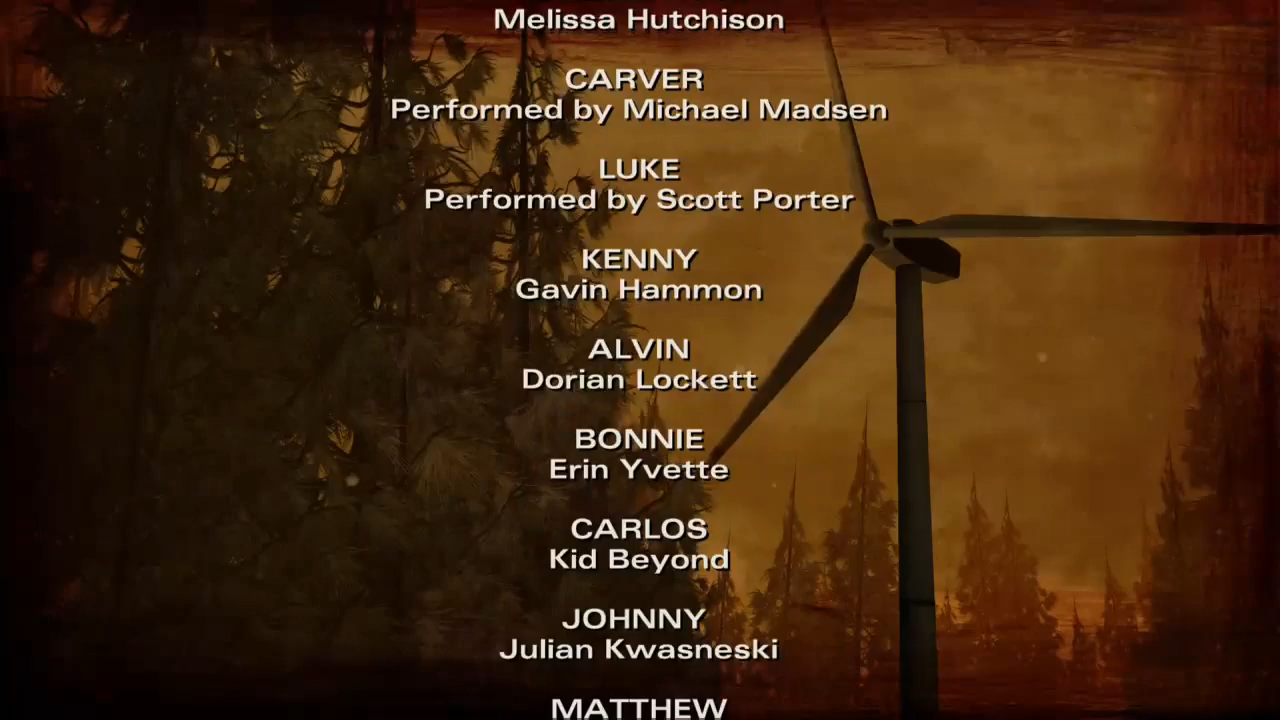 Melissa Hutchison
CARVER
Performed by Michael Madsen
LUKE
Performed by Scott Porter
KENNY
Gavin Hammon
ALVIN
Dorian Lockett
BONNIE
Erin Yvette
CARLOS
Kid Beyond
JOHNNY
Julian Kwasneski
MATTHEW